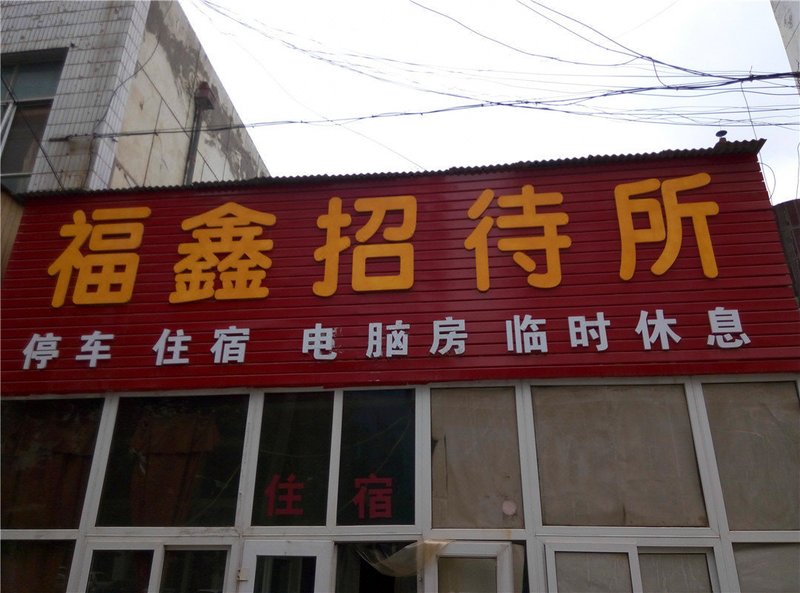 福鑫招待所
停车 住宿 电脑房 临时休息
住宿